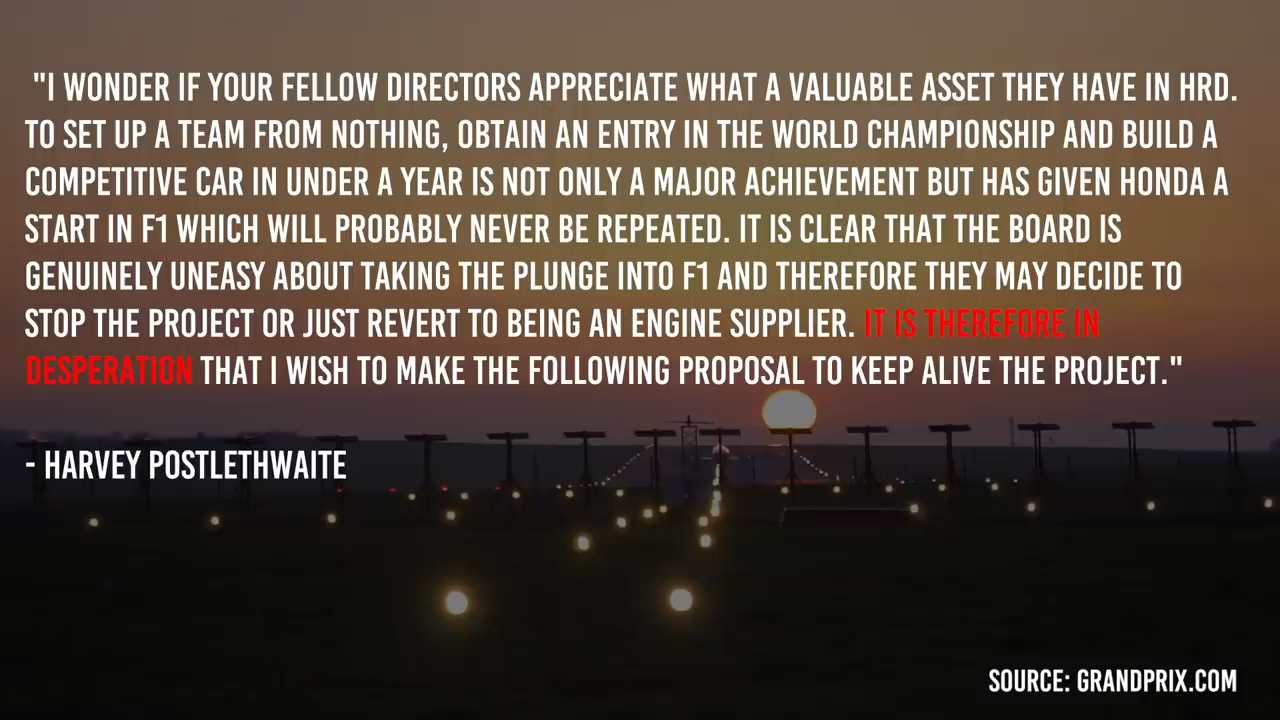 "I WONDER IF YOUR FELLOW DIRECTORS APPRECIATE WHAT A VALUABLE ASSET THEY HAVE IN HRD.
TO SET UP A TEAM FROM NOTHING, OBTAIN AN ENTRY IN THE WORLD CHAMPIONSHIP AND BUILD A
COMPETITIVE CAR IN UNDER A YEAR IS NOT ONLY A MAJOR ACHIEVEMENT BUT HAS GIVEN HONDA A
START IN F1 WHICH WILL PROBABLY NEVER BE REPEATED. IT IS CLEAR THAT THE BOARD IS
GENUINELY UNEASY ABOUT TAKING THE PLUNGE INTO F1 AND THEREFORE THEY MAY DECIDE TO
STOP THE PROJECT OR JUST REVERT TO BEING AN ENGINE SUPPLIER. IT IS THEREFORE IN
DESPERATION THAT I WISH TO MAKE THE FOLLOWING PROPOSAL TO KEEP ALIVE THE PROJECT."
- HARVEY POSTLETHWAITE
SOURCE: GRANDPRIX.COM